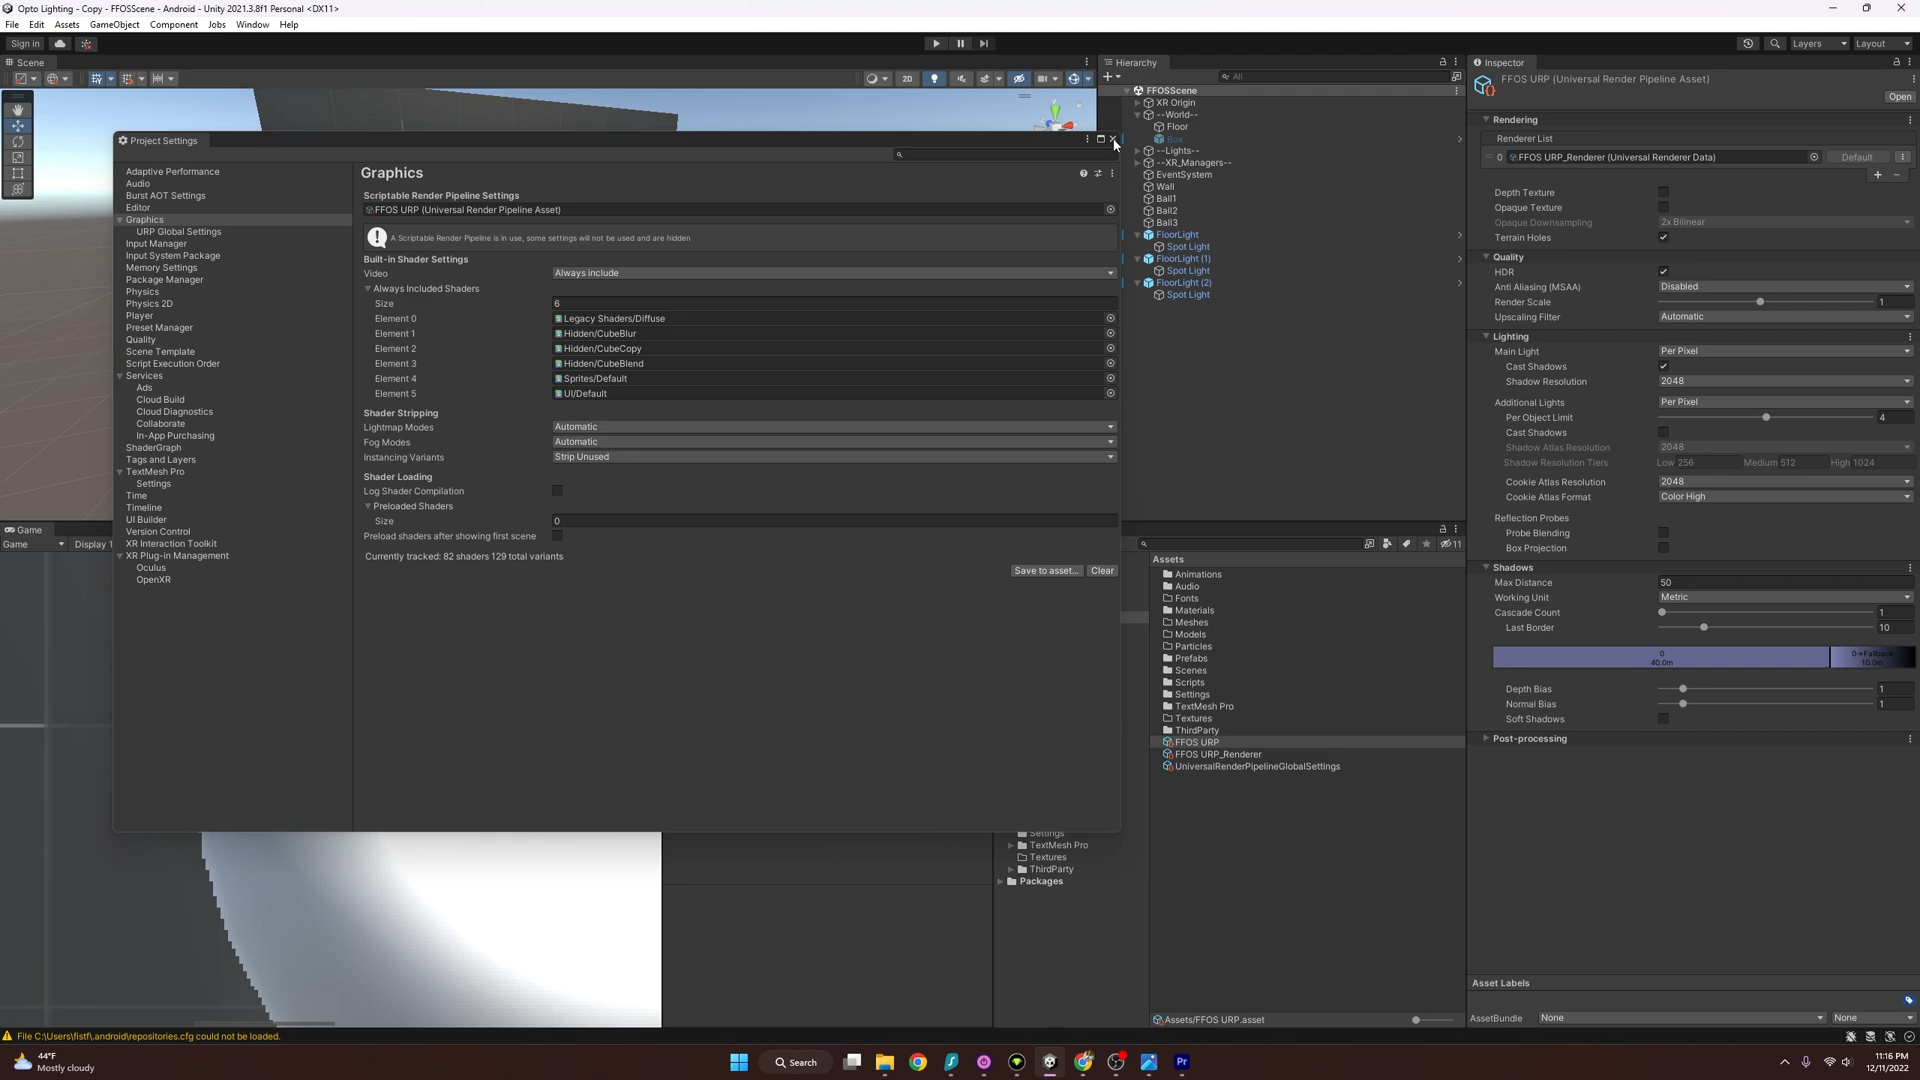 Opto Lighting - Copy - FFOSScene - Android - Unity 2021.3.8f1 Personal <DX11>
File Edit Assets GameObject Component Jobs Window Help
Sign in
Layers
Layout
Scene
2D
Project Settings
Adaptive Performance
Audio
Burst AOT Settings
Editor
Graphics
URP Global Settings
Input Manager
Input System Package
Memory Settings
Package Manager
Physics
Physics 2D
Player
Preset Manager
Quality
Scene Template
Script Execution Order
Services
Ads
Cloud Build
Cloud Diagnostics
Collaborate
In-App Purchasing
ShaderGraph
Tags and Layers
TextMesh Pro
Settings
Time
Timeline
UI Builder
Version Control
XR Interaction Toolkit
XR Plug-in Management
Oculus
OpenXR
Graphics
Scriptable Render Pipeline Settings
FFOS URP (Universal Render Pipeline Asset)
A Scriptable Render Pipeline is in use, some settings will not be used and are hidden
Built-in Shader Settings
Video Always include
Always Included Shaders
Size 6
Element 0 Legacy Shaders/Diffuse
Element 1 Hidden/CubeBlur
Element 2 Hidden/CubeCopy
Element 3 Hidden/CubeBlend
Element 4 Sprites/Default
Element 5 UI/Default
Shader Stripping
Lightmap Modes Automatic
Fog Modes Automatic
Instancing Variants Strip Unused
Shader Loading
Log Shader Compilation
Preloaded Shaders
Size 0
Preload shaders after showing first scene
Currently tracked: 82 shaders 129 total variants
Save to asset... Clear
Game
Game Display 1
Hierarchy
All
FFOSScene
XR Origin
--World--
Floor
Box
--Lights--
--XR_Managers--
EventSystem
Wall
Ball1
Ball2
Ball3
FloorLight
Spot Light
FloorLight (1)
Spot Light
FloorLight (2)
Spot Light
11
Settings
TextMesh Pro
Textures
ThirdParty
Packages
Assets
Animations
Audio
Fonts
Materials
Meshes
Models
Particles
Prefabs
Scenes
Scripts
Settings
TextMesh Pro
Textures
ThirdParty
FFOS URP
FFOS URP_Renderer
UniversalRenderPipelineGlobalSettings
Assets/FFOS URP.asset
Inspector
FFOS URP (Universal Render Pipeline Asset)
Open
Rendering
Renderer List
0 FFOS URP_Renderer (Universal Renderer Data) Default
Depth Texture
Opaque Texture
Opaque Downsampling 2x Bilinear
Terrain Holes
Quality
HDR
Anti Aliasing (MSAA) Disabled
Render Scale 1
Upscaling Filter Automatic
Lighting
Main Light Per Pixel
Cast Shadows
Shadow Resolution 2048
Additional Lights Per Pixel
Per Object Limit 4
Cast Shadows
Shadow Atlas Resolution 2048
Shadow Resolution Tiers Low 256 Medium 512 High 1024
Cookie Atlas Resolution 2048
Cookie Atlas Format Color High
Reflection Probes
Probe Blending
Box Projection
Shadows
Max Distance 50
Working Unit Metric
Cascade Count 1
Last Border 10
0
40.0m
0→Fallback
10.0m
Depth Bias 1
Normal Bias 1
Soft Shadows
Post-processing
Asset Labels
AssetBundle None None
File C:\Users\fistf\.android\repositories.cfg could not be loaded.
44°F
Mostly cloudy
Search
Pr
11:16 PM
12/11/2022